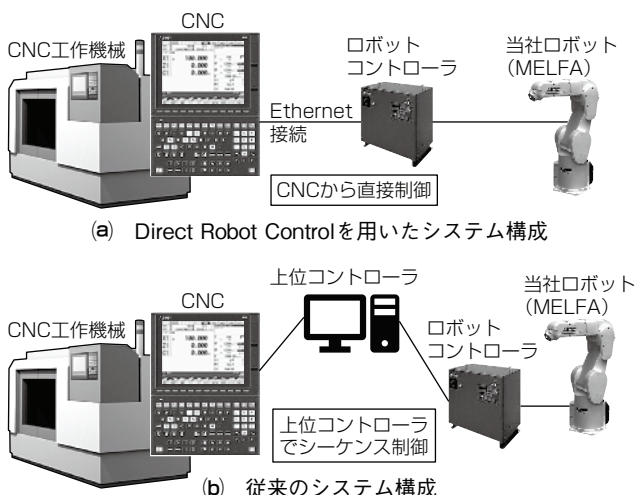 CNC
CNC工作機械
ロボット
コントローラ
当社ロボット
（MELFA）
Ethernet
接続
CNCから直接制御
(a) Direct Robot Controlを用いたシステム構成
上位コントローラ
CNC
CNC工作機械
当社ロボット
（MELFA）
ロボット
コントローラ
上位コントローラ
でシーケンス制御
(b) 従来のシステム構成